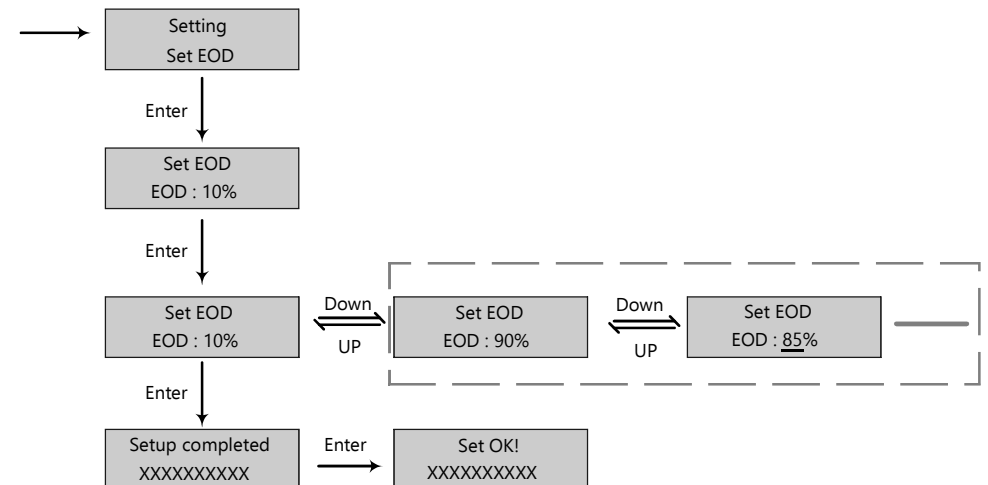 Setting
Set EOD
Enter
Set EOD
EOD : 10%
Enter
Set EOD
EOD : 10%
Down
UP
Set EOD
EOD : 90%
Down
UP
Set EOD
EOD : 85%
Enter
Setup completed
XXXXXXXXXX
Enter
Set OK!
XXXXXXXXXX